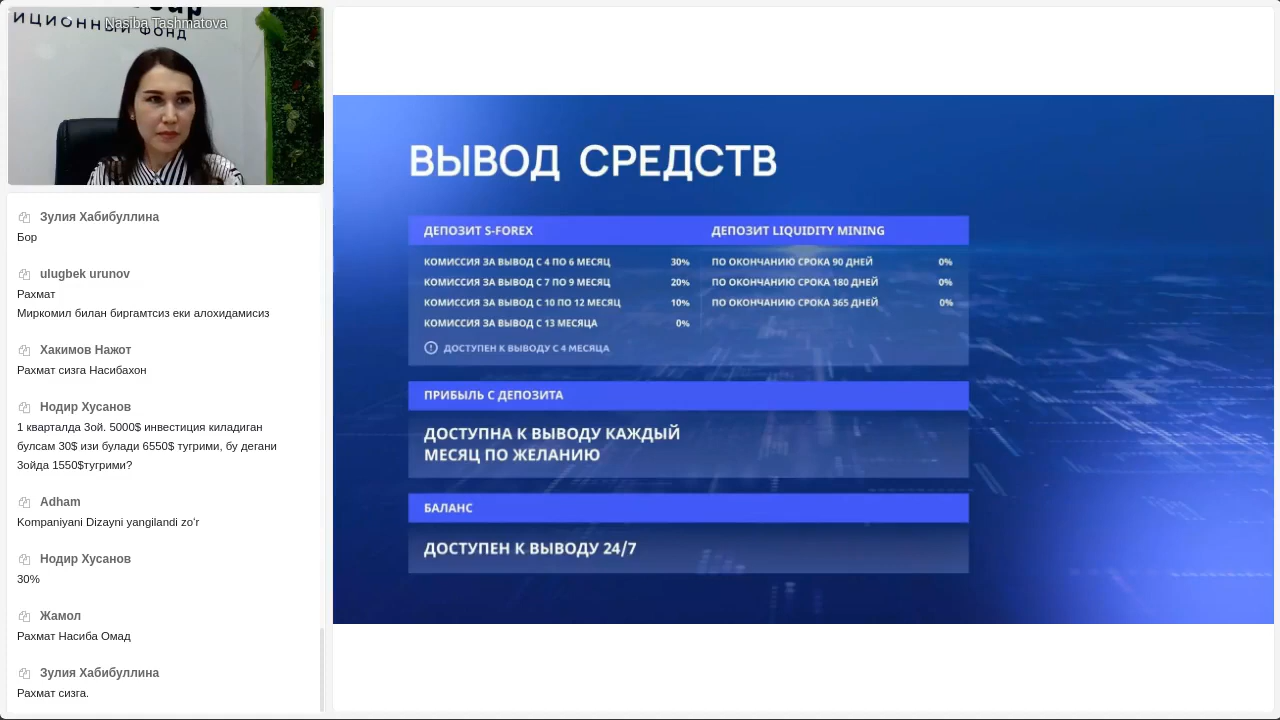 ИЦИОННЫЙ ФОНД
Nasiba Tashmatova
Зулия Хабибуллина
Бор
ulugbek urunov
Рахмат
Миркомил билан биргамтсиз еки алохидамисиз
Хакимов Нажот
Рахмат сизга Насибахон
Нодир Хусанов
1 кварталда 3ой. 5000$ инвестиция киладиган
булсам 30$ изи булади 6550$ тугрими, бу дегани
3ойда 1550$тугрими?
Adham
Kompaniyani Dizayni yangilandi zo'r
Нодир Хусанов
30%
Жамол
Рахмат Насиба Омад
Зулия Хабибуллина
Рахмат сизга.
ВЫВОД СРЕДСТВ
ДЕПОЗИТ S-FOREX
КОМИССИЯ ЗА ВЫВОД С 4 ПО 6 МЕСЯЦ 30%
КОМИССИЯ ЗА ВЫВОД С 7 ПО 9 МЕСЯЦ 20%
КОМИССИЯ ЗА ВЫВОД С 10 ПО 12 МЕСЯЦ 10%
КОМИССИЯ ЗА ВЫВОД С 13 МЕСЯЦА 0%
ДОСТУПЕН К ВЫВОДУ С 4 МЕСЯЦА
ДЕПОЗИТ LIQUIDITY MINING
ПО ОКОНЧАНИЮ СРОКА 90 ДНЕЙ 0%
ПО ОКОНЧАНИЮ СРОКА 180 ДНЕЙ 0%
ПО ОКОНЧАНИЮ СРОКА 365 ДНЕЙ 0%
ПРИБЫЛЬ С ДЕПОЗИТА
ДОСТУПНА К ВЫВОДУ КАЖДЫЙ
МЕСЯЦ ПО ЖЕЛАНИЮ
БАЛАНС
ДОСТУПЕН К ВЫВОДУ 24/7